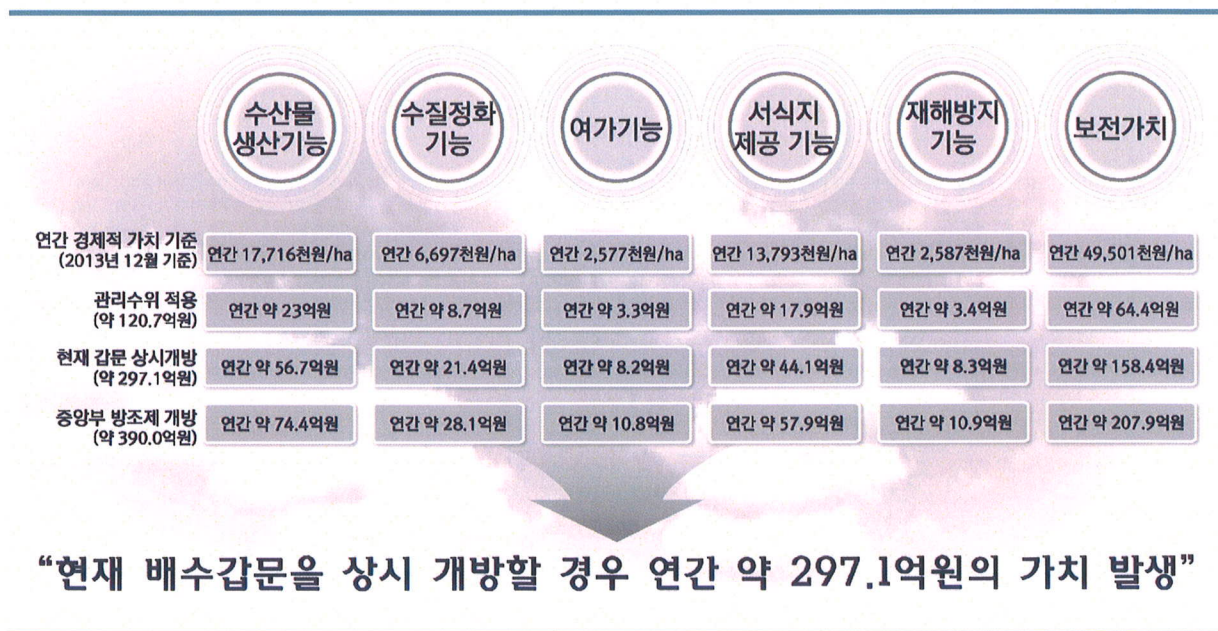 수산물
생산기능
수질정화
기능
여가기능
서식지
제공 기능
재해방지
기능
보전가치
연간 경제적 가치 기준
(2013년 12월 기준)
연간 17,716천원/ha
연간 6,697천원/ha
연간 2,577천원/ha
연간 13,793천원/ha
연간 2,587천원/ha
연간 49,501천원/ha
관리수위 적용
(약 120.7억원)
연간 약 23억원
연간 약 8.7억원
연간 약 3.3억원
연간 약 17.9억원
연간 약 3.4억원
연간 약 64.4억원
현재 갑문 상시개방
(약 297.1억원)
연간 약 56.7억원
연간 약 21.4억원
연간 약 8.2억원
연간 약 44.1억원
연간 약 8.3억원
연간 약 158.4억원
중앙부 방조제 개방
(약 390.0억원)
연간 약 74.4억원
연간 약 28.1억원
연간 약 10.8억원
연간 약 57.9억원
연간 약 10.9억원
연간 약 207.9억원
“현재 배수갑문을 상시 개방할 경우 연간 약 297.1억원의 가치 발생”